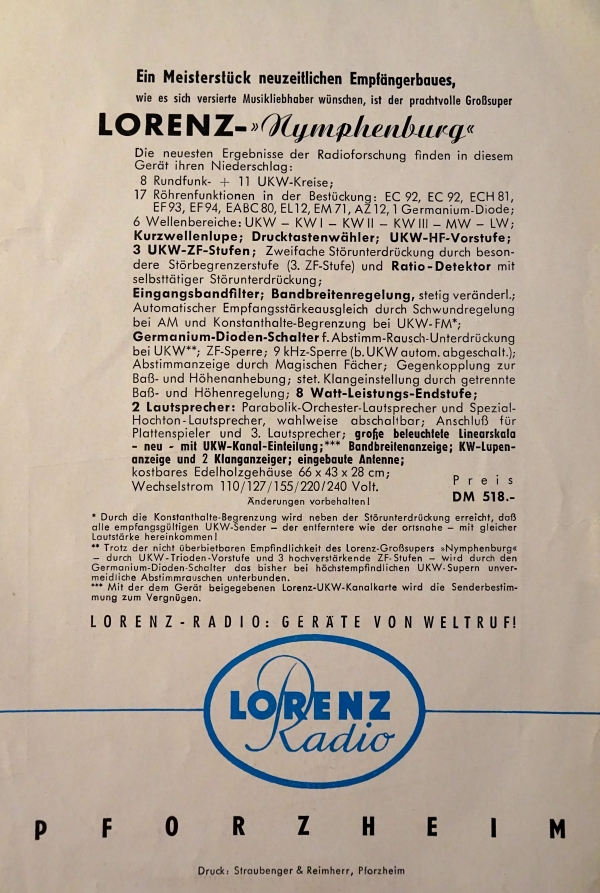 Ein Meisterstück neuzeitlichen Empfängerbaues,
wie es sich versierte Musikliebhaber wünschen, ist der prachtvolle Großsuper
LORENZ-»Nymphenburg«
Die neuesten Ergebnisse der Radioforschung finden in diesem
Gerät ihren Niederschlag:
8 Rundfunk- + 11 UKW-Kreise;
17 Röhrenfunktionen in der Bestückung: EC 92, EC 92, ECH 81,
EF 93, EF 94, EABC 80, EL 12, EM 71, AZ 12, 1 Germanium-Diode;
6 Wellenbereiche: UKW – KW I – KW II – KW III – MW – LW;
Kurzwellenlupe; Drucktastenwähler; UKW-HF-Vorstufe;
3 UKW-ZF-Stufen; Zweifache Störunterdrückung durch beson-
dere Störbegrenzerstufe (3. ZF-Stufe) und Ratio-Detektor mit
selbsttätiger Störunterdrückung;
Eingangsbandfilter; Bandbreitenregelung, stetig veränderl.;
Automatischer Empfangsstärkeausgleich durch Schwundregelung
bei AM und Konstanthalte-Begrenzung bei UKW-FM*;
Germanium-Dioden-Schalter f. Abstimm-Rausch-Unterdrückung
bei UKW**; ZF-Sperre; 9 kHz-Sperre (b. UKW autom. abgeschalt.);
Abstimmanzeige durch Magischen Fächer; Gegenkopplung zur
Baß- und Höhenanhebung; stet. Klangeinstellung durch getrennte
Baß- und Höhenregelung; 8 Watt-Leistungs-Endstufe;
2 Lautsprecher: Parabolik-Orchester-Lautsprecher und Spezial-
Hochton-Lautsprecher, wahlweise abschaltbar; Anschluß für
Plattenspieler und 3. Lautsprecher; große beleuchtete Linearskala
- neu - mit UKW-Kanal-Einteilung;*** Bandbreitenanzeige; KW-Lupen-
anzeige und 2 Klanganzeiger; eingebaute Antenne;
kostbares Edelholzgehäuse 66 x 43 x 28 cm;
Wechselstrom 110/127/155/220/240 Volt.
Preis
DM 518.-
Änderungen vorbehalten!
* Durch die Konstanthalte-Begrenzung wird neben der Störunterdrückung erreicht, daß
alle empfangsgültigen UKW-Sender - der entferntere wie der ortsnahe - mit gleicher
Lautstärke hereinkommen!
** Trotz der nicht überbietbaren Empfindlichkeit des Lorenz-Großsupers »Nymphenburg«
– durch UKW-Trioden-Vorstufe und 3 hochverstärkende ZF-Stufen – wird durch den
Germanium-Dioden-Schalter das bisher bei höchstempfindlichen UKW-Supern unver-
meidliche Abstimmrauschen unterbunden.
*** Mit der dem Gerät beigegebenen Lorenz-UKW-Kanalkarte wird die Senderbestim-
mung zum Vergnügen.
LORENZ-RADIO: GERÄTE VON WELTRUF!
LORENZ
Radio
PFORZHEIM
Druck: Straubenger & Reimherr, Pforzheim